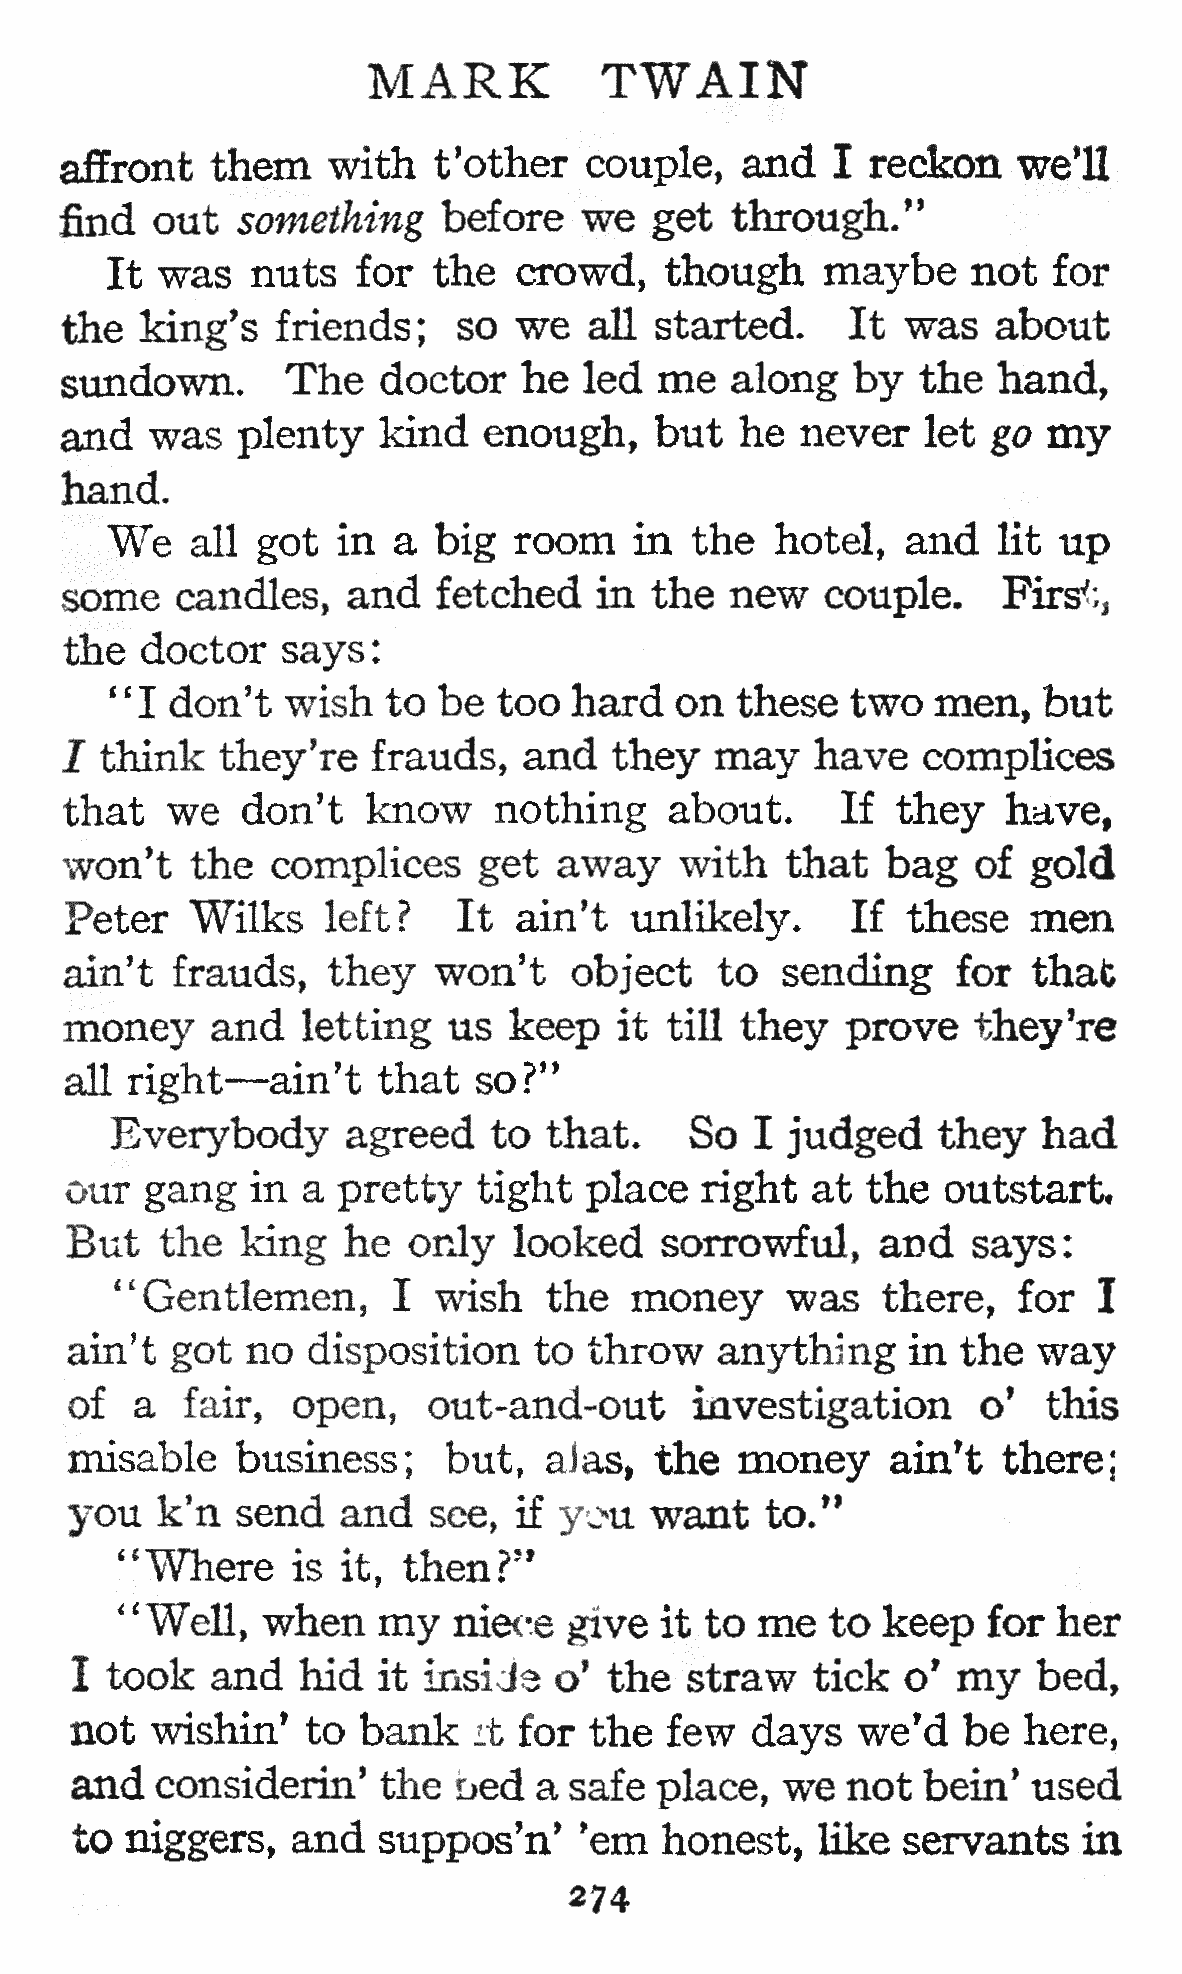 MARK TWAIN
affront them with t'other couple, and I reckon we'll
find out something before we get through."
It was nuts for the crowd, though maybe not for
the king's friends; so we all started. It was about
sundown. The doctor he led me along by the hand,
and was plenty kind enough, but he never let go my
hand.
We all got in a big room in the hotel, and lit up
some candles, and fetched in the new couple. First,
the doctor says:
"I don't wish to be too hard on these two men, but
I think they're frauds, and they may have complices
that we don't know nothing about. If they have,
won't the complices get away with that bag of gold
Peter Wilks left? It ain't unlikely. If these men
ain't frauds, they won't object to sending for that
money and letting us keep it till they prove they're
all right—ain't that so?"
Everybody agreed to that. So I judged they had
our gang in a pretty tight place right at the outstart.
But the king he only looked sorrowful, and says:
"Gentlemen, I wish the money was there, for I
ain't got no disposition to throw anything in the way
of a fair, open, out-and-out investigation o' this
misable business; but, alas, the money ain't there;
you k'n send and see, if you want to."
"Where is it, then?"
"Well, when my niece give it to me to keep for her
I took and hid it inside o' the straw tick o' my bed,
not wishin' to bank it for the few days we'd be here,
and considerin' the bed a safe place, we not bein' used
to niggers, and suppos'n' 'em honest, like servants in
274